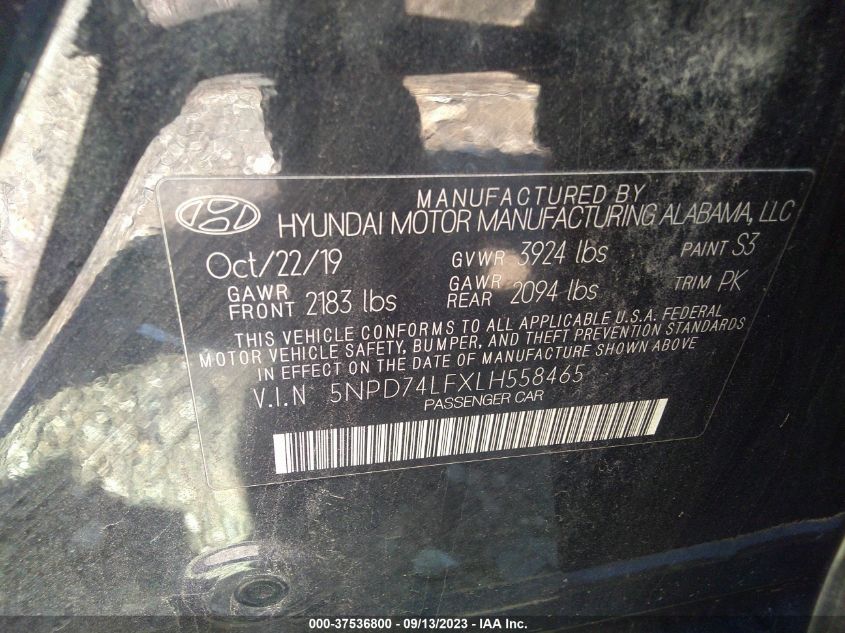 MANUFACTURED BY
HYUNDAI MOTOR MANUFACTURING ALABAMA, LLC
Oct/22/19 GVWR 3924 lbs PAINT S3
GAWR FRONT 2183 lbs GAWR REAR 2094 lbs TRIM PK
THIS VEHICLE CONFORMS TO ALL APPLICABLE U.S.A. FEDERAL
MOTOR VEHICLE SAFETY, BUMPER, AND THEFT PREVENTION STANDARDS
IN EFFECT ON THE DATE OF MANUFACTURE SHOWN ABOVE
V.I.N 5NPD74LFXLH558465
PASSENGER CAR
000-37536800 - 09/13/2023 - IAA Inc.